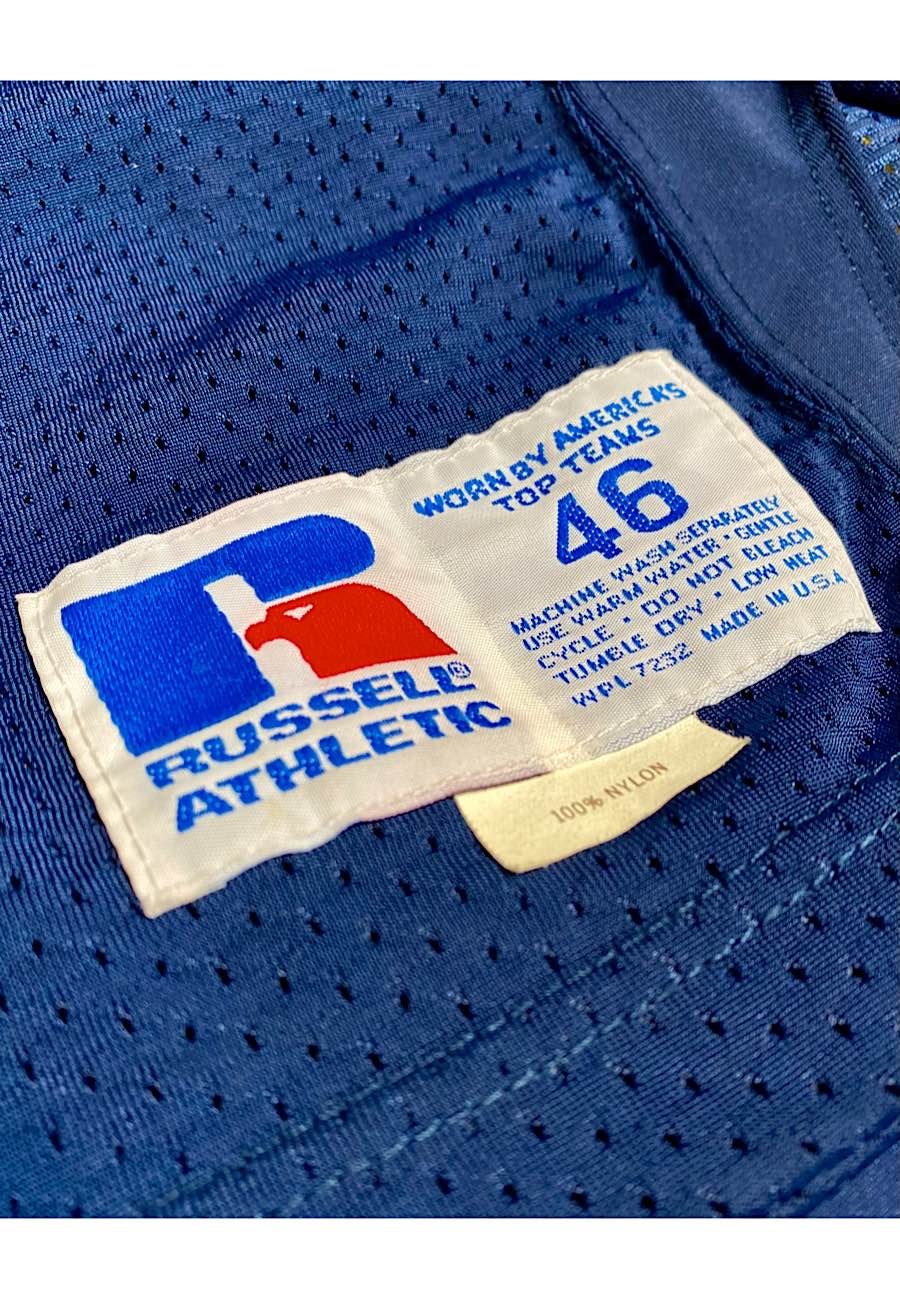 RUSSELL®
ATHLETIC
WORN BY AMERICA'S
TOP TEAMS
46
MACHINE WASH SEPARATELY
USE WARM WATER · GENTLE
CYCLE · DO NOT BLEACH
TUMBLE DRY · LOW HEAT
WPL 7232 MADE IN U.S.A
100% NYLON